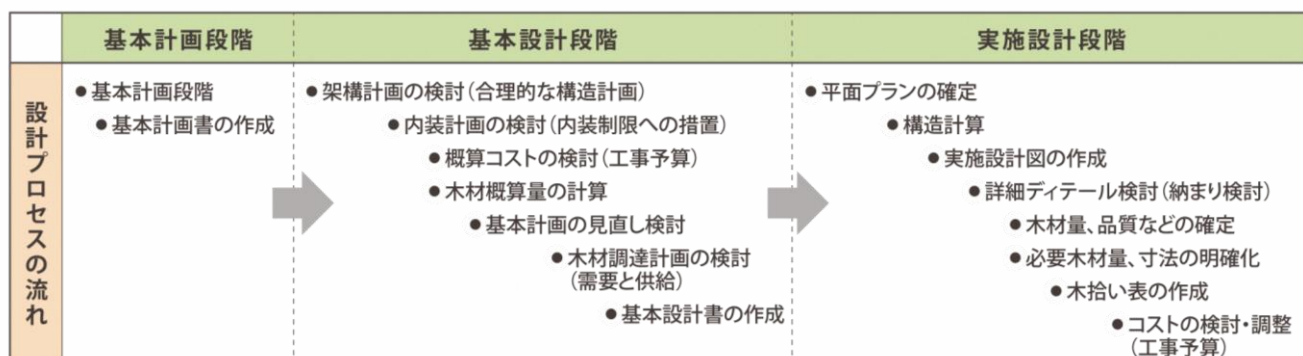 基本計画段階
基本設計段階
実施設計段階
設計プロセスの流れ
●基本計画段階
●基本計画書の作成
●架構計画の検討(合理的な構造計画)
●内装計画の検討(内装制限への措置)
●概算コストの検討(工事予算)
●木材概算量の計算
●基本計画の見直し検討
●木材調達計画の検討
(需要と供給)
●基本設計書の作成
●平面プランの確定
●構造計算
●実施設計図の作成
●詳細ディテール検討(納まり検討)
●木材量、品質などの確定
●必要木材量、寸法の明確化
●木拾い表の作成
●コストの検討・調整
(工事予算)